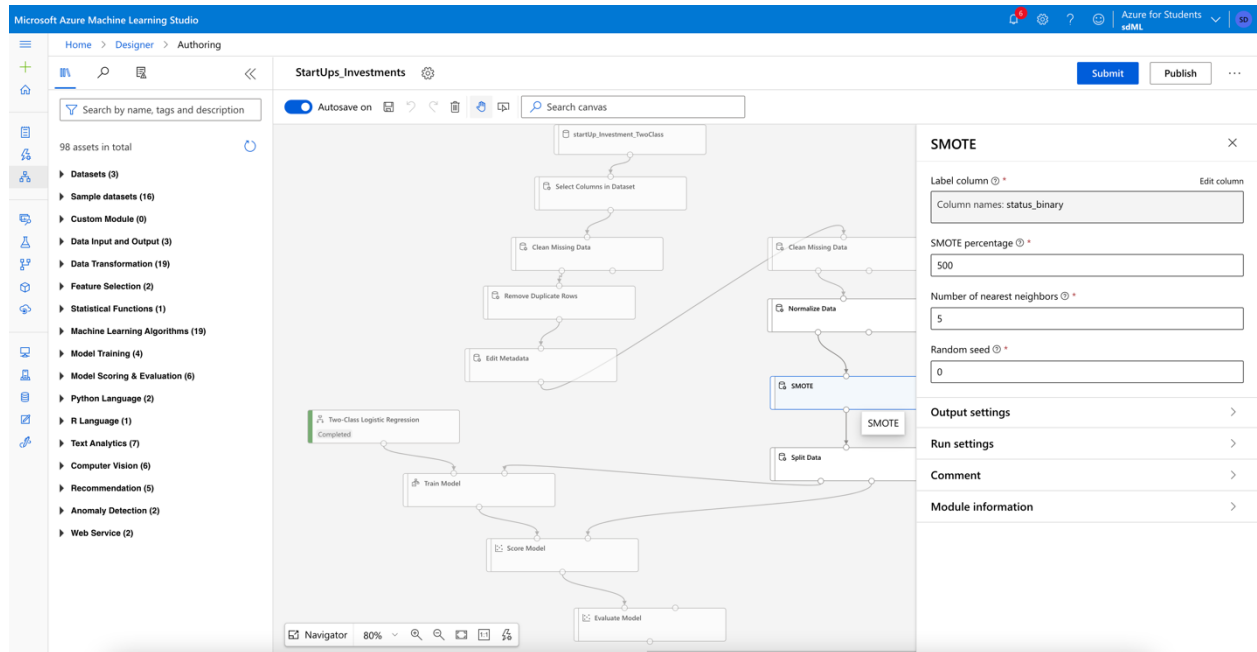 Microsoft Azure Machine Learning Studio
6
Azure for Students
sdML
SD
Home > Designer > Authoring
StartUps_Investments
Submit
Publish
Search by name, tags and description
98 assets in total
Datasets (3)
Sample datasets (16)
Custom Module (0)
Data Input and Output (3)
Data Transformation (19)
Feature Selection (2)
Statistical Functions (1)
Machine Learning Algorithms (19)
Model Training (4)
Model Scoring & Evaluation (6)
Python Language (2)
R Language (1)
Text Analytics (7)
Computer Vision (6)
Recommendation (5)
Anomaly Detection (2)
Web Service (2)
Autosave on
Search canvas
startUp_Investment_TwoClass
Select Columns in Dataset
Clean Missing Data
Remove Duplicate Rows
Edit Metadata
Clean Missing Data
Normalize Data
SMOTE
SMOTE
Split Data
Two-Class Logistic Regression
Completed
Train Model
Score Model
Evaluate Model
Navigator
80%
1:1
SMOTE
Label column *
Edit column
Column names: status_binary
SMOTE percentage *
500
Number of nearest neighbors *
5
Random seed *
0
Output settings
Run settings
Comment
Module information